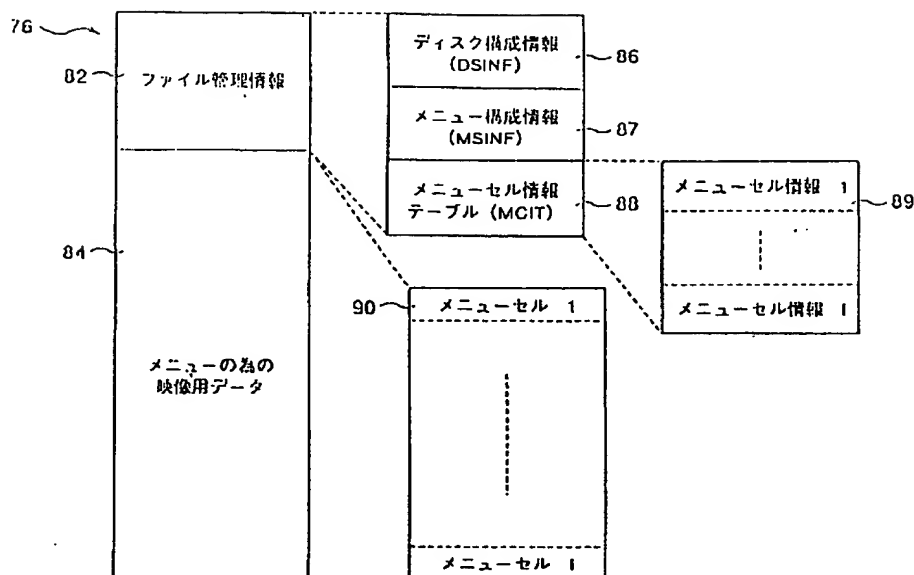 76
82
ファイル管理情報
84
メニューの為の
映像用データ
ディスク構成情報
(DSINF)
86
メニュー構成情報
(MSINF)
87
メニューセル情報
テーブル (MCIT)
88
メニューセル情報 1
89
メニューセル情報 I
90
メニューセル 1
メニューセル I